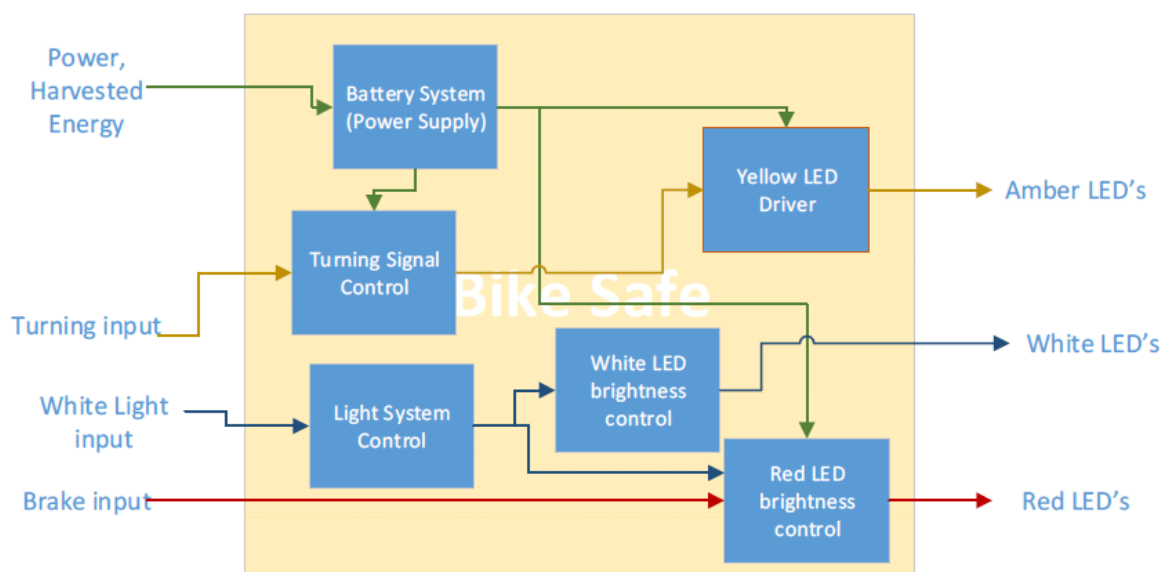 Power,
Harvested
Energy
Battery System
(Power Supply)
Yellow LED
Driver
Amber LED's
Turning Signal
Control
Bike Safe
Turning input
White LED
brightness
control
White LED's
White Light
input
Light System
Control
Red LED
brightness
control
Brake input
Red LED's